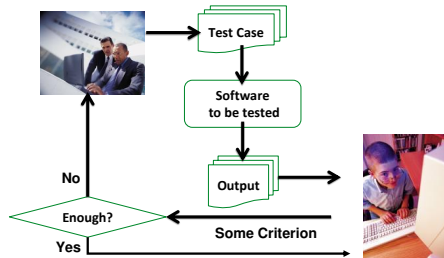 Test Case
Software
to be tested
Output
No
Enough?
Some Criterion
Yes